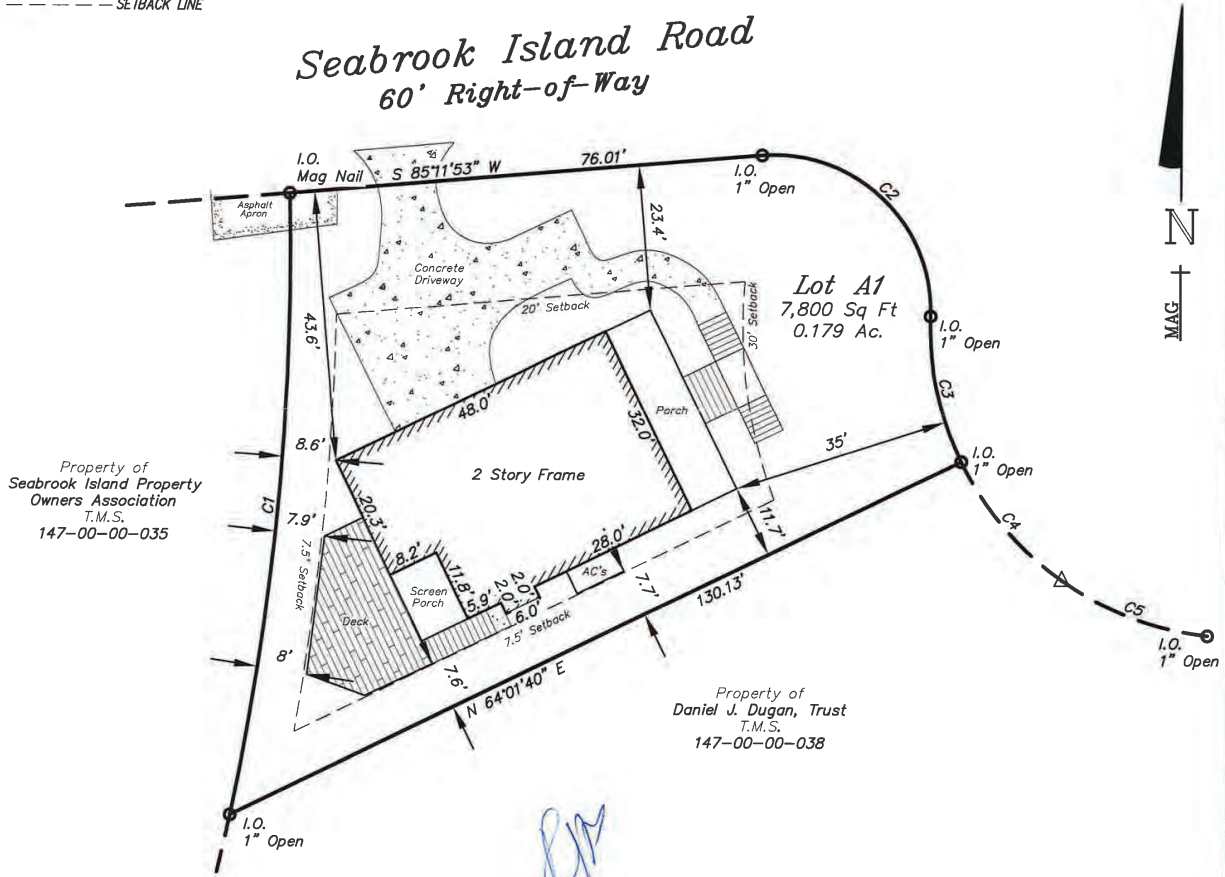 SETBACK LINE
Seabrook Island Road
60' Right-of-Way
I.O.
Mag Nail
S 85°11'53" W
76.01'
I.O.
1" Open
C2
Asphalt
Apron
N
MAG
Concrete
Driveway
23.4'
Lot A1
7,800 Sq Ft
0.179 Ac.
20' Setback
30' Setback
43.6'
I.O.
1" Open
C3
48.0'
32.0'
Porch
35'
8.6'
2 Story Frame
I.O.
1" Open
Property of
Seabrook Island Property
Owners Association
T.M.S.
147-00-00-035
C1
7.9'
20.3'
11.7'
C4
7.5' Setback
8.2'
28.0'
AC's
7.7'
Screen
Porch
11.8'
5.9'
2.0'
2.0'
6.0'
7.5' Setback
130.13'
Deck
C5
I.O.
1" Open
8'
7.6'
N 64°01'40" E
Property of
Daniel J. Dugan, Trust
T.M.S.
147-00-00-038
I.O.
1" Open